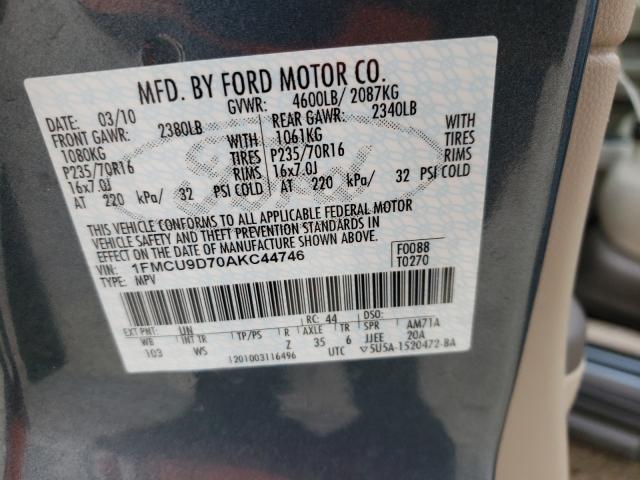 MFD. BY FORD MOTOR CO.
DATE: 03/10 GVWR: 4600LB/ 2087KG
FRONT GAWR: 2380LB REAR GAWR: 2340LB
1080KG WITH 1061KG WITH
P235/70R16 TIRES P235/70R16 TIRES
16x7.0J RIMS 16x7.0J RIMS
AT 220 kPa/ 32 PSI COLD AT 220 kPa/ 32 PSI COLD
THIS VEHICLE CONFORMS TO ALL APPLICABLE FEDERAL MOTOR
VEHICLE SAFETY AND THEFT PREVENTION STANDARDS IN
EFFECT ON THE DATE OF MANUFACTURE SHOWN ABOVE.
VIN: 1FMCU9D70AKC44746 F0088
TYPE: MPV T0270
EXT PNT: UN RC: 44 DSO:
WB INT TR TP/PS R AXLE TR SPR AM71A
103 WS Z 35 6 JJEE 20A
1201003116496 UTC 5U5A-1520472-BA
Ford